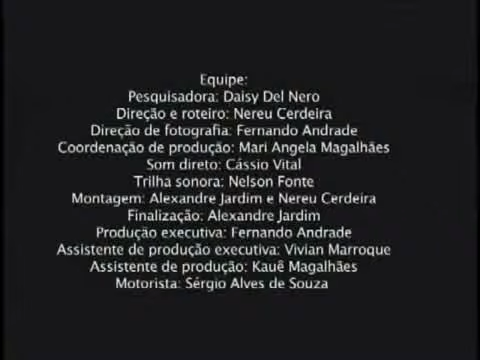 Equipe:
Pesquisadora: Daisy Del Nero
Direção e roteiro: Nereu Cerdeira
Direção de fotografia: Fernando Andrade
Coordenação de produção: Mari Angela Magalhães
Som direto: Cássio Vital
Trilha sonora: Nelson Fonte
Montagem: Alexandre Jardim e Nereu Cerdeira
Finalização: Alexandre Jardim
Produção executiva: Fernando Andrade
Assistente de produção executiva: Vivian Marroque
Assistente de produção: Kauê Magalhães
Motorista: Sérgio Alves de Souza